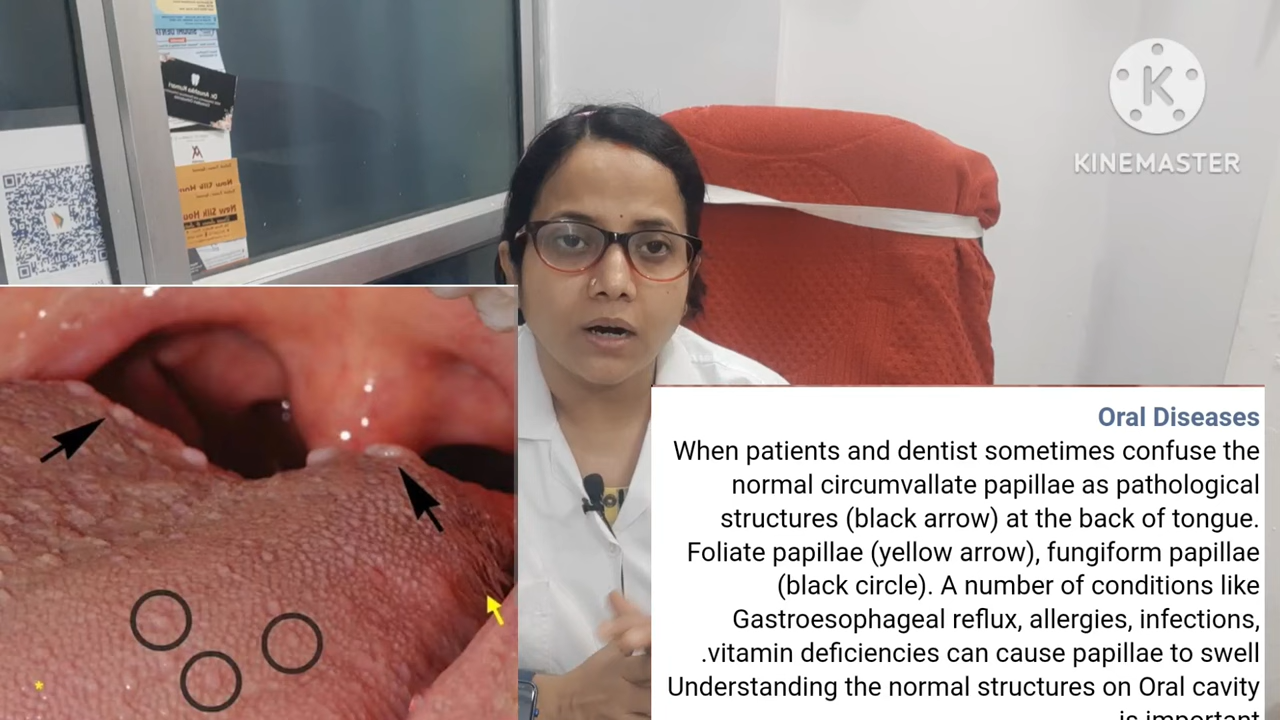 KINEMASTER
Oral Diseases
When patients and dentist sometimes confuse the
normal circumvallate papillae as pathological
structures (black arrow) at the back of tongue.
Foliate papillae (yellow arrow), fungiform papillae
(black circle). A number of conditions like
Gastroesophageal reflux, allergies, infections,
.vitamin deficiencies can cause papillae to swell
Understanding the normal structures on Oral cavity
is important